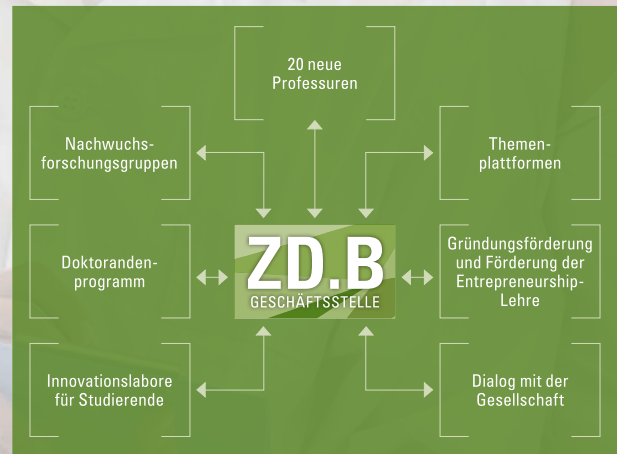 20 neue
Professuren
Nachwuchs-
forschungsgruppen
Themen-
plattformen
Doktoranden-
programm
ZD.B
GESCHÄFTSSTELLE
Gründungsförderung
und Förderung der
Entrepreneurship-
Lehre
Innovationslabore
für Studierende
Dialog mit der
Gesellschaft